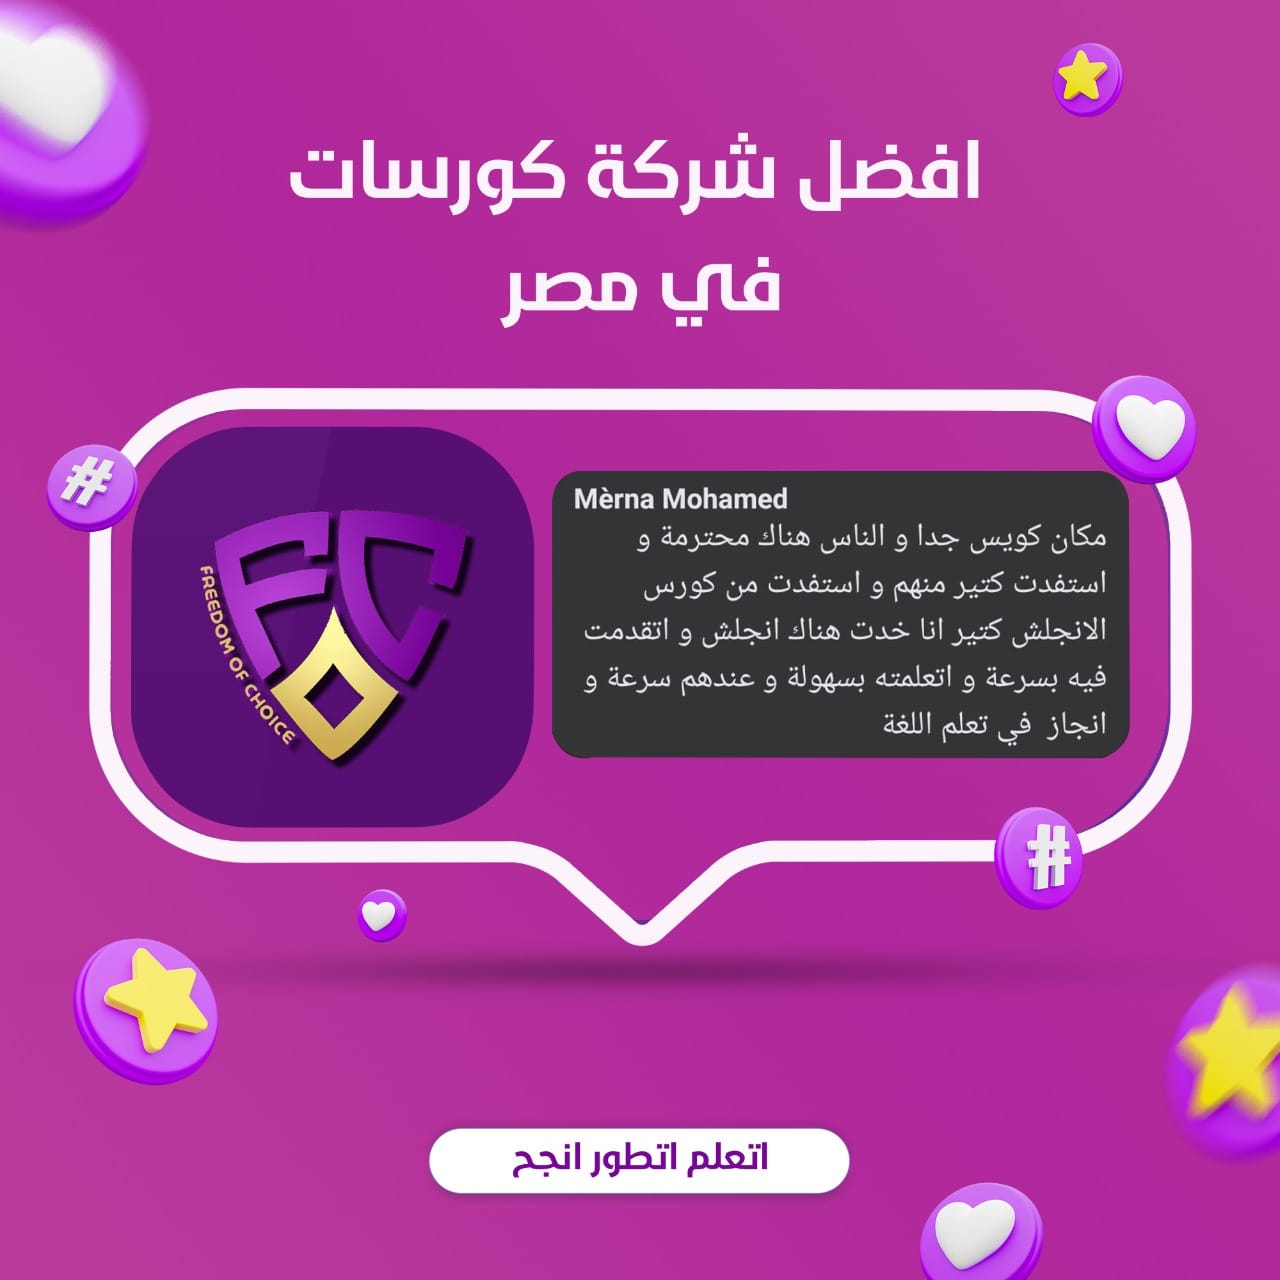 افضل شركة كورسات
في مصر
FC
FREEDOM OF CHOICE
Mèrna Mohamed
مكان كويس جدا و الناس هناك محترمة و
استفدت كتير منهم و استفدت من كورس
الانجلش كتير انا خدت هناك انجلش و اتقدمت
فيه بسرعة و اتعلمته بسهولة و عندهم سرعة و
انجاز في تعلم اللغة
#
#
اتعلم اتطور انجح